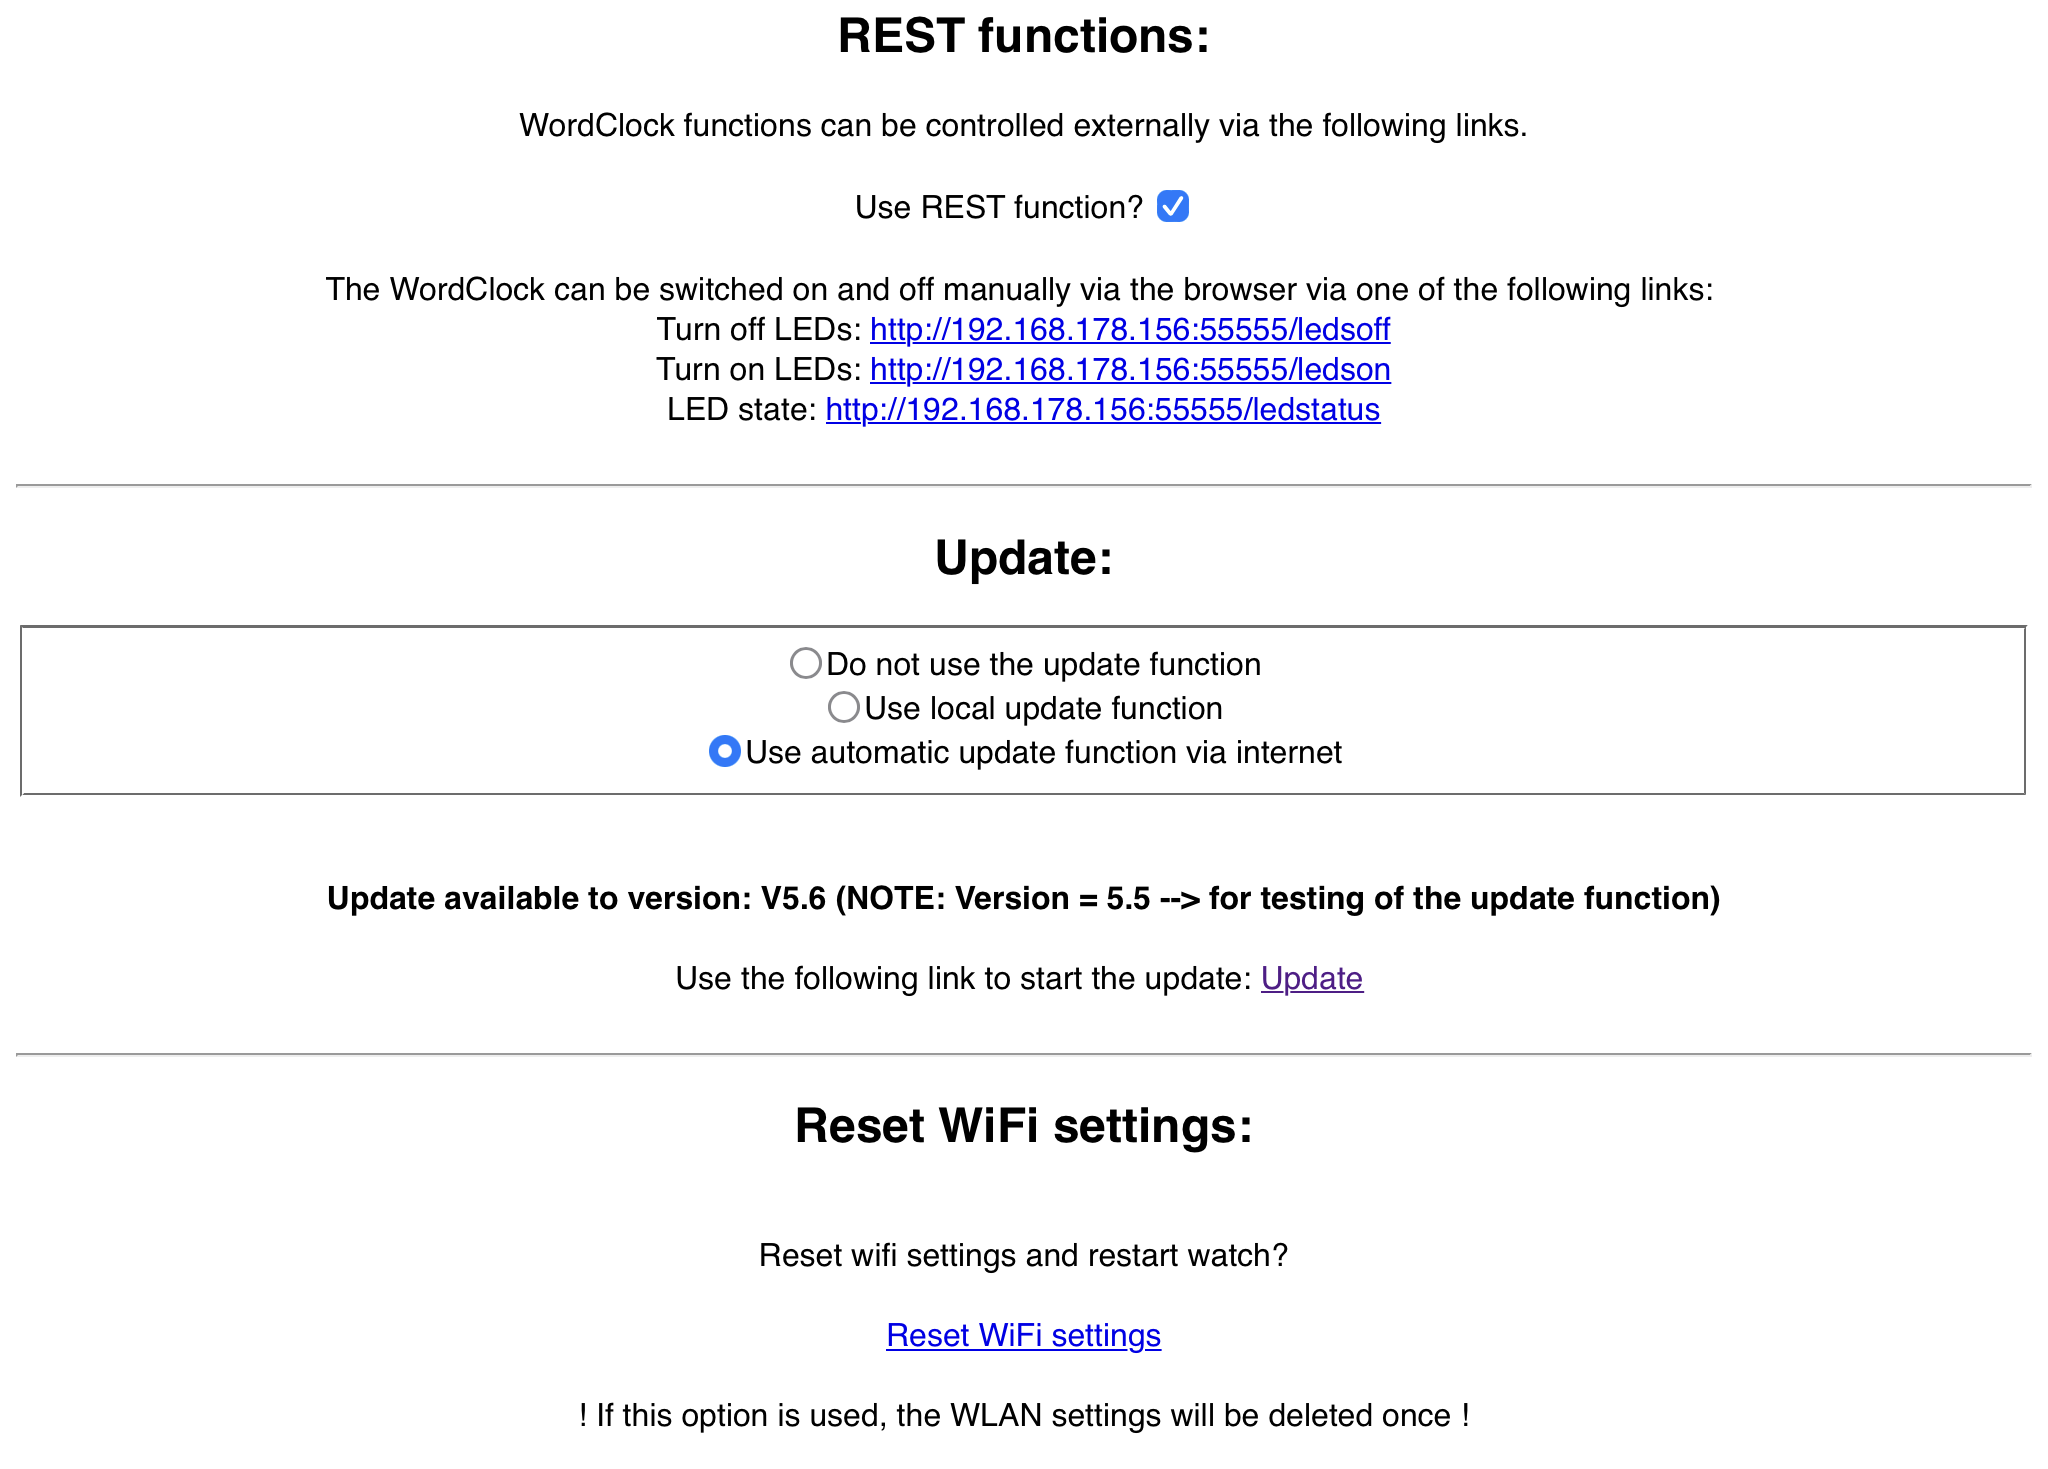 REST functions:
WordClock functions can be controlled externally via the following links.
Use REST function?
The WordClock can be switched on and off manually via the browser via one of the following links:
Turn off LEDs: http://192.168.178.156:55555/ledsoff
Turn on LEDs: http://192.168.178.156:55555/ledson
LED state: http://192.168.178.156:55555/ledstatus
Update:
Do not use the update function
Use local update function
Use automatic update function via internet
Update available to version: V5.6 (NOTE: Version = 5.5 --> for testing of the update function)
Use the following link to start the update: Update
Reset WiFi settings:
Reset wifi settings and restart watch?
Reset WiFi settings
! If this option is used, the WLAN settings will be deleted once !